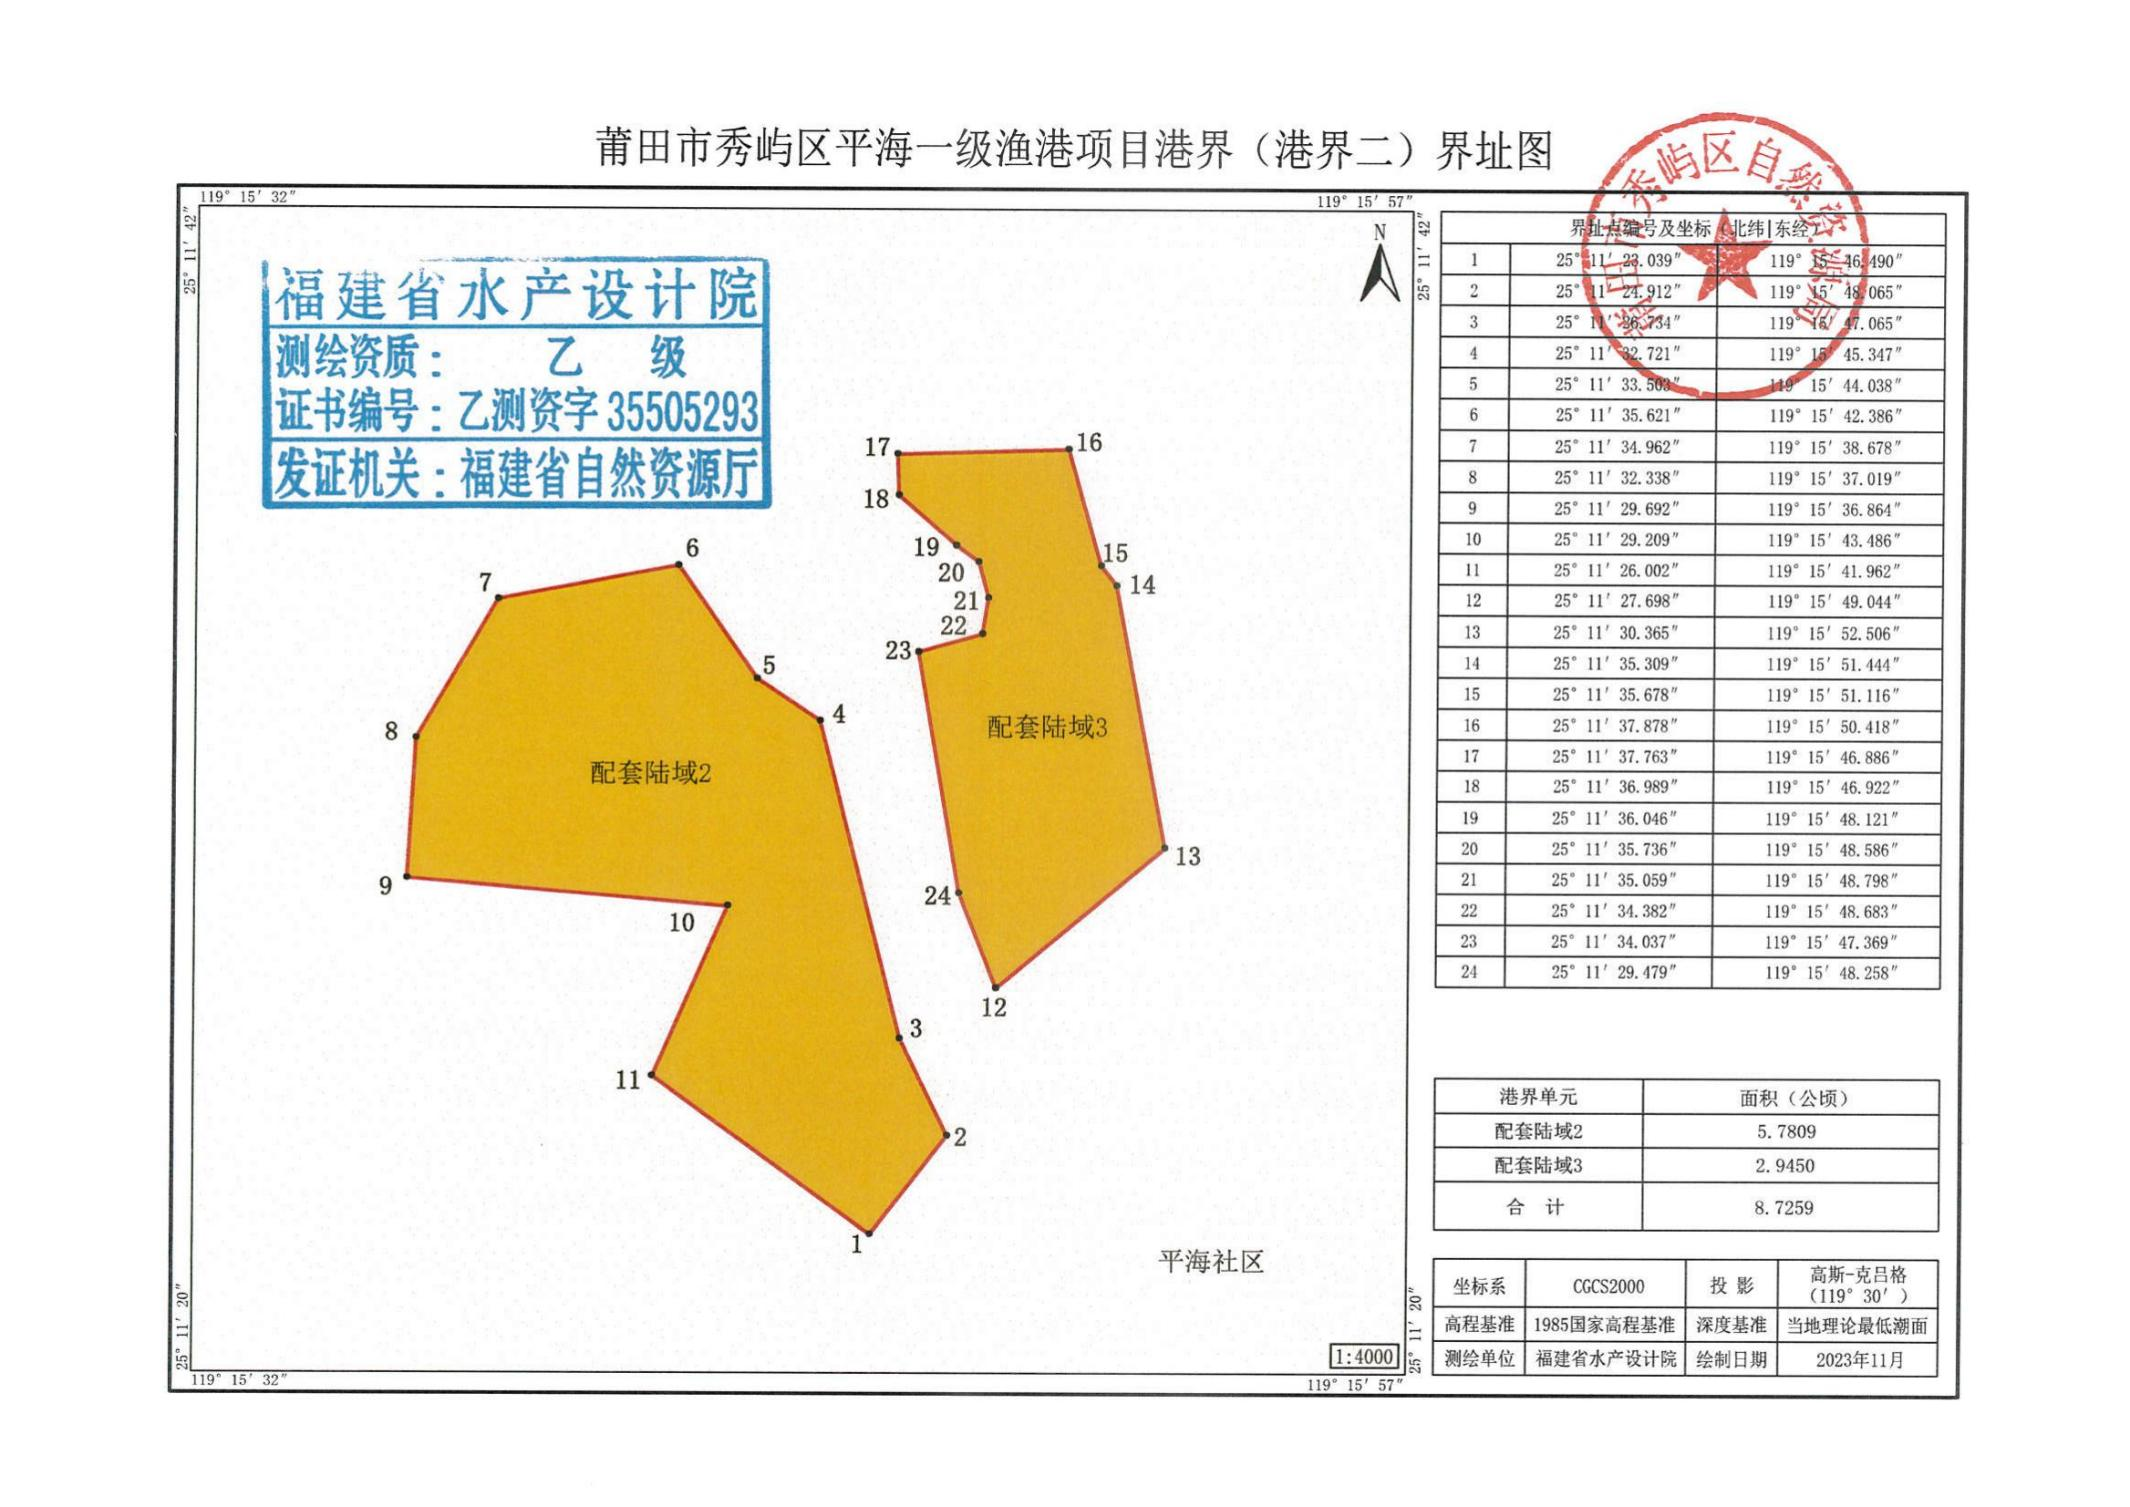 莆田市秀屿区平海一级渔港项目港界（港界二）界址图
莆田市秀屿区自然资源局
119° 15′ 32″
119° 15′ 57″
25° 11′ 42″
25° 11′ 42″
N
福建省水产设计院
测绘资质： 乙 级
证书编号：乙测资字 35505293
发证机关：福建省自然资源厅
17
16
18
19
15
20
14
21
22
23
6
7
5
4
8
配套陆域2
配套陆域3
9
10
24
13
12
3
11
2
1
平海社区
1:4000
25° 11′ 20″
25° 11′ 20″
119° 15′ 32″
119° 15′ 57″
界址点编号及坐标（北纬|东经）
1 25° 11′ 23.039″ 119° 15′ 46.490″
2 25° 11′ 24.912″ 119° 15′ 48.065″
3 25° 11′ 26.734″ 119° 15′ 47.065″
4 25° 11′ 32.721″ 119° 15′ 45.347″
5 25° 11′ 33.503″ 119° 15′ 44.038″
6 25° 11′ 35.621″ 119° 15′ 42.386″
7 25° 11′ 34.962″ 119° 15′ 38.678″
8 25° 11′ 32.338″ 119° 15′ 37.019″
9 25° 11′ 29.692″ 119° 15′ 36.864″
10 25° 11′ 29.209″ 119° 15′ 43.486″
11 25° 11′ 26.002″ 119° 15′ 41.962″
12 25° 11′ 27.698″ 119° 15′ 49.044″
13 25° 11′ 30.365″ 119° 15′ 52.506″
14 25° 11′ 35.309″ 119° 15′ 51.444″
15 25° 11′ 35.678″ 119° 15′ 51.116″
16 25° 11′ 37.878″ 119° 15′ 50.418″
17 25° 11′ 37.763″ 119° 15′ 46.886″
18 25° 11′ 36.989″ 119° 15′ 46.922″
19 25° 11′ 36.046″ 119° 15′ 48.121″
20 25° 11′ 35.736″ 119° 15′ 48.586″
21 25° 11′ 35.059″ 119° 15′ 48.798″
22 25° 11′ 34.382″ 119° 15′ 48.683″
23 25° 11′ 34.037″ 119° 15′ 47.369″
24 25° 11′ 29.479″ 119° 15′ 48.258″
港界单元 面积（公顷）
配套陆域2 5.7809
配套陆域3 2.9450
合 计 8.7259
坐标系 CGCS2000 投 影 高斯-克吕格
（119° 30′ ）
高程基准 1985国家高程基准 深度基准 当地理论最低潮面
测绘单位 福建省水产设计院 绘制日期 2023年11月